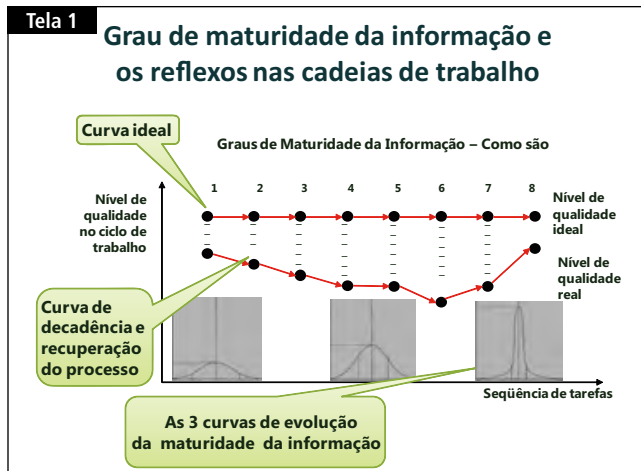 Tela 1
Grau de maturidade da informação e
os reflexos nas cadeias de trabalho
Curva ideal
Graus de Maturidade da Informação – Como são
1 2 3 4 5 6 7 8
Nível de
qualidade
no ciclo de
trabalho
Nível de
qualidade
ideal
Nível de
qualidade
real
Curva de
decadência e
recuperação
do processo
Seqüência de tarefas
As 3 curvas de evolução
da maturidade da informação